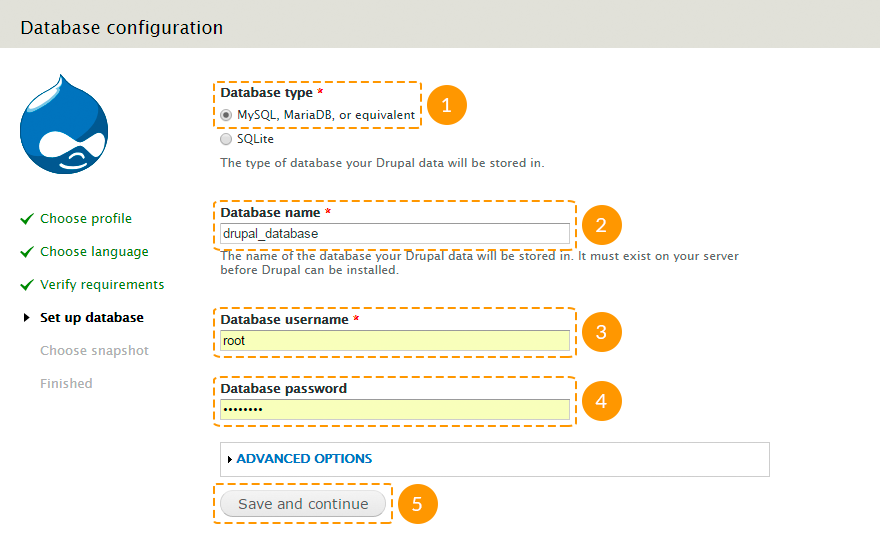 Database configuration
Choose profile
Choose language
Verify requirements
Set up database
Choose snapshot
Finished
Database type *
MySQL, MariaDB, or equivalent
1
SQLite
The type of database your Drupal data will be stored in.
Database name *
drupal_database
2
The name of the database your Drupal data will be stored in. It must exist on your server
before Drupal can be installed.
Database username *
root
3
Database password
••••••••
4
ADVANCED OPTIONS
Save and continue
5